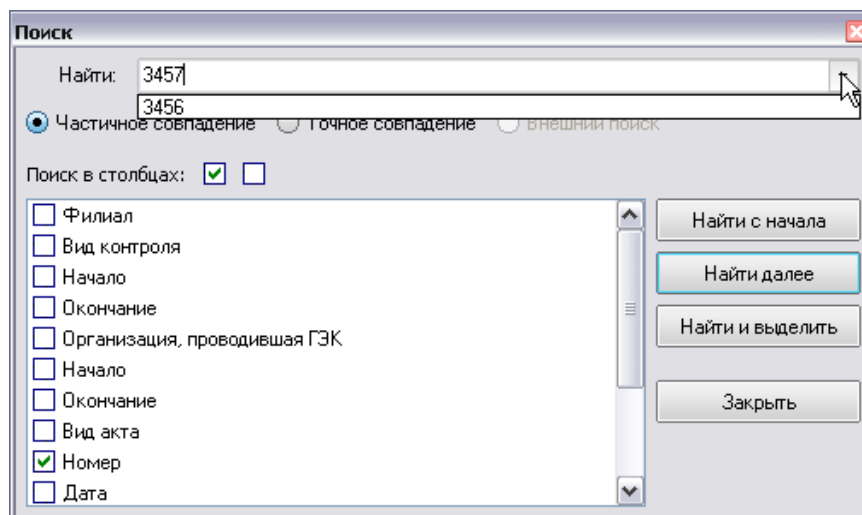 Поиск
Найти: 3457
3456
Частичное совпадение Точное совпадение Внешний поиск
Поиск в столбцах:
Филиал
Вид контроля
Начало
Окончание
Организация, проводившая ГЭК
Начало
Окончание
Вид акта
Номер
Дата
Найти с начала
Найти далее
Найти и выделить
Закрыть